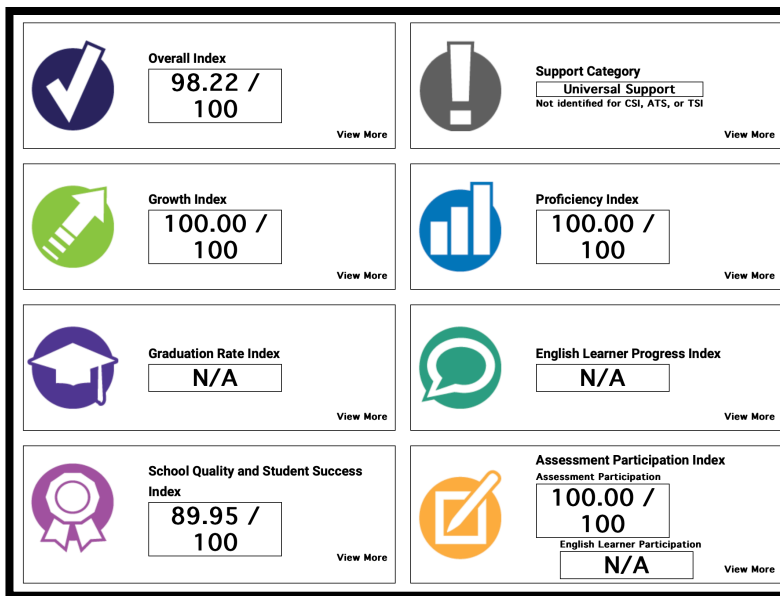 Overall Index
98.22 /
100
View More
Support Category
Universal Support
Not identified for CSI, ATS, or TSI
View More
Growth Index
100.00 /
100
View More
Proficiency Index
100.00 /
100
View More
Graduation Rate Index
N/A
View More
English Learner Progress Index
N/A
View More
School Quality and Student Success
Index
89.95 /
100
View More
Assessment Participation Index
Assessment Participation
100.00 /
100
English Learner Participation
N/A
View More